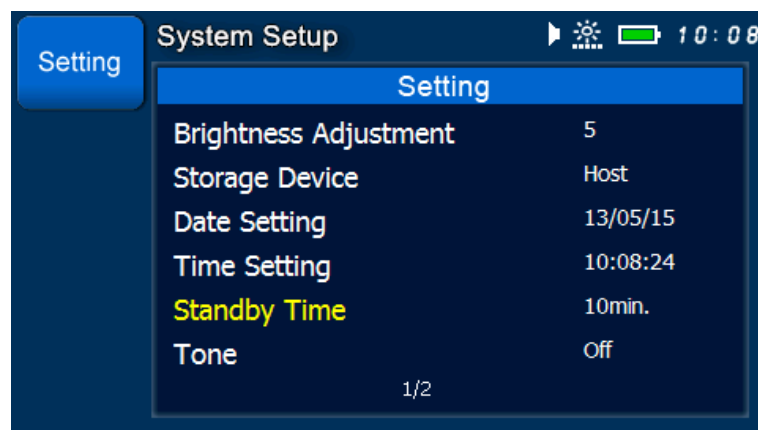 Setting
System Setup
10:08
Setting
Brightness Adjustment 5
Storage Device Host
Date Setting 13/05/15
Time Setting 10:08:24
Standby Time 10min.
Tone Off
1/2